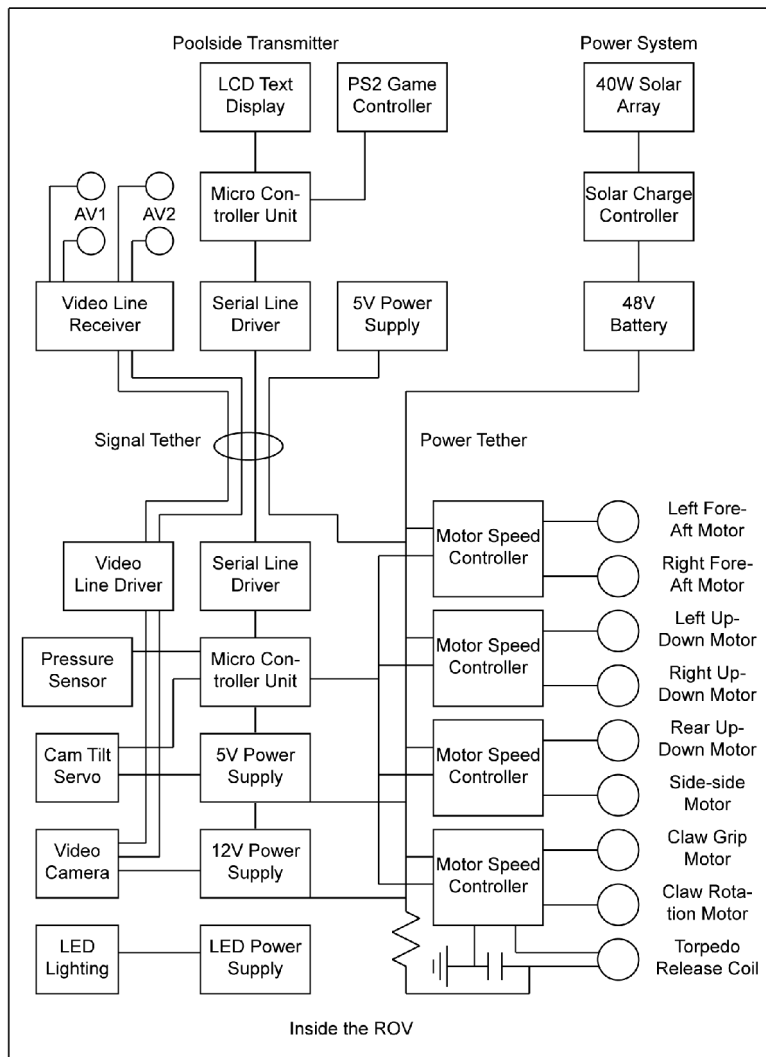 Poolside Transmitter
Power System
LCD Text
Display
PS2 Game
Controller
40W Solar
Array
AV1
AV2
Micro Con-
troller Unit
Solar Charge
Controller
Video Line
Receiver
Serial Line
Driver
5V Power
Supply
48V
Battery
Signal Tether
Power Tether
Motor Speed
Controller
Left Fore-
Aft Motor
Right Fore-
Aft Motor
Video
Line Driver
Serial Line
Driver
Motor Speed
Controller
Left Up-
Down Motor
Right Up-
Down Motor
Pressure
Sensor
Micro Con-
troller Unit
Cam Tilt
Servo
5V Power
Supply
Motor Speed
Controller
Rear Up-
Down Motor
Side-side
Motor
Video
Camera
12V Power
Supply
Motor Speed
Controller
Claw Grip
Motor
Claw Rota-
tion Motor
LED
Lighting
LED Power
Supply
Torpedo
Release Coil
Inside the ROV